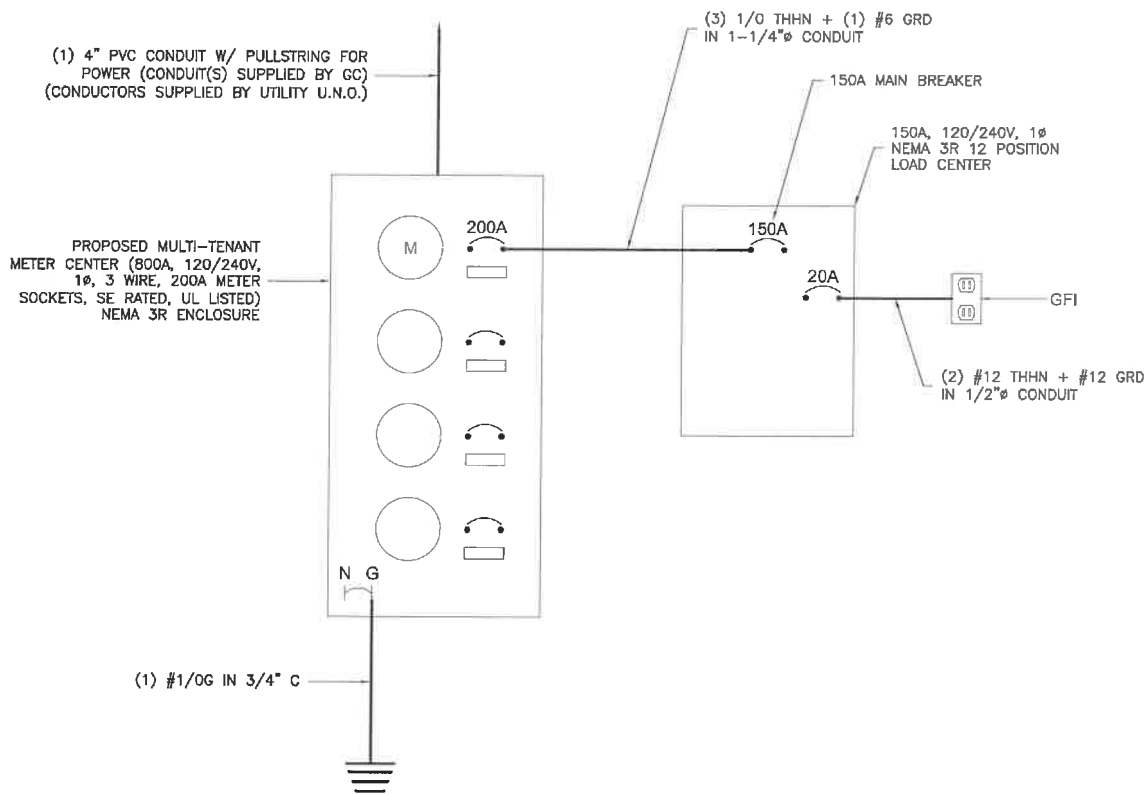 (3) 1/0 THHN + (1) #6 GRD
IN 1-1/4"ø CONDUIT
(1) 4" PVC CONDUIT W/ PULLSTRING FOR
POWER (CONDUIT(S) SUPPLIED BY GC)
(CONDUCTORS SUPPLIED BY UTILITY U.N.O.)
150A MAIN BREAKER
150A, 120/240V, 1ø
NEMA 3R 12 POSITION
LOAD CENTER
PROPOSED MULTI-TENANT
METER CENTER (800A, 120/240V,
1ø, 3 WIRE, 200A METER
SOCKETS, SE RATED, UL LISTED)
NEMA 3R ENCLOSURE
M
200A
150A
20A
GFI
(2) #12 THHN + #12 GRD
IN 1/2"ø CONDUIT
N G
(1) #1/0G IN 3/4" C